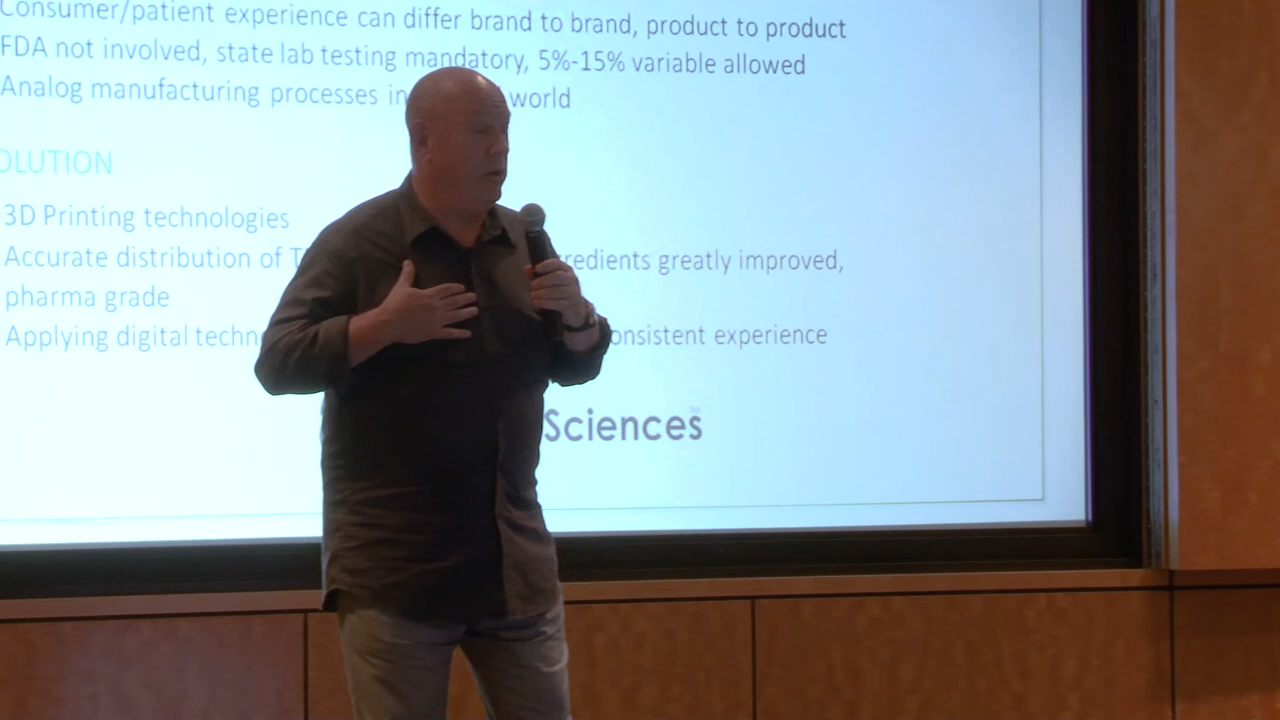 Consumer/patient experience can differ brand to brand, product to product
FDA not involved, state lab testing mandatory, 5%-15% variable allowed
Analog manufacturing processes in world
OLUTION
3D Printing technologies
Accurate distribution of T redients greatly improved,
pharma grade
Applying digital techn onsistent experience
Sciences